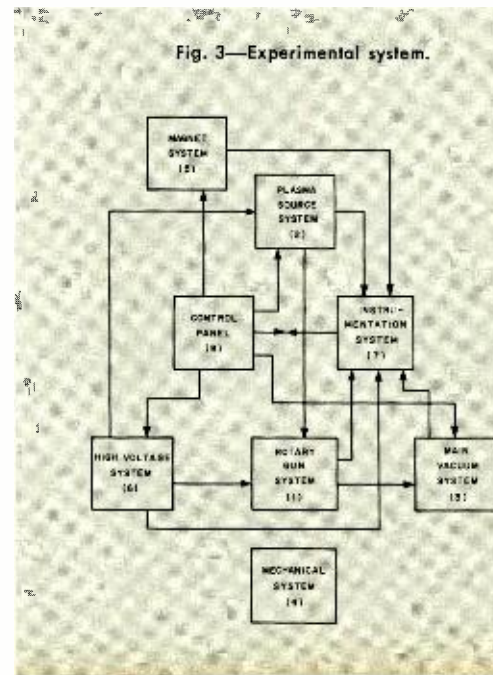 Fig. 3—Experimental system.
MAGNET
SYSTEM
(5)
PLASMA
SOURCE
SYSTEM
(2)
CONTROL
PANEL
(8)
INSTRU-
MENTATION
SYSTEM
(7)
HIGH VOLTAGE
SYSTEM
(6)
ROTARY
GUN
SYSTEM
(1)
MAIN
VACUUM
SYSTEM
(3)
MECHANICAL
SYSTEM
(4)